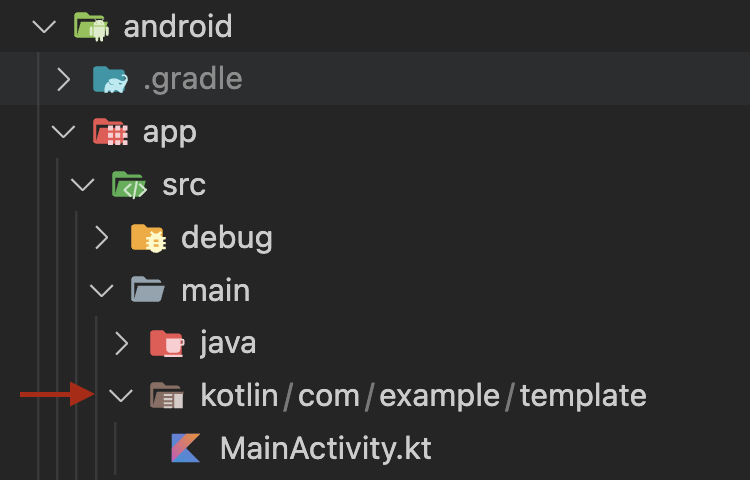 android
.gradle
app
src
debug
main
java
kotlin/com/example/template
MainActivity.kt